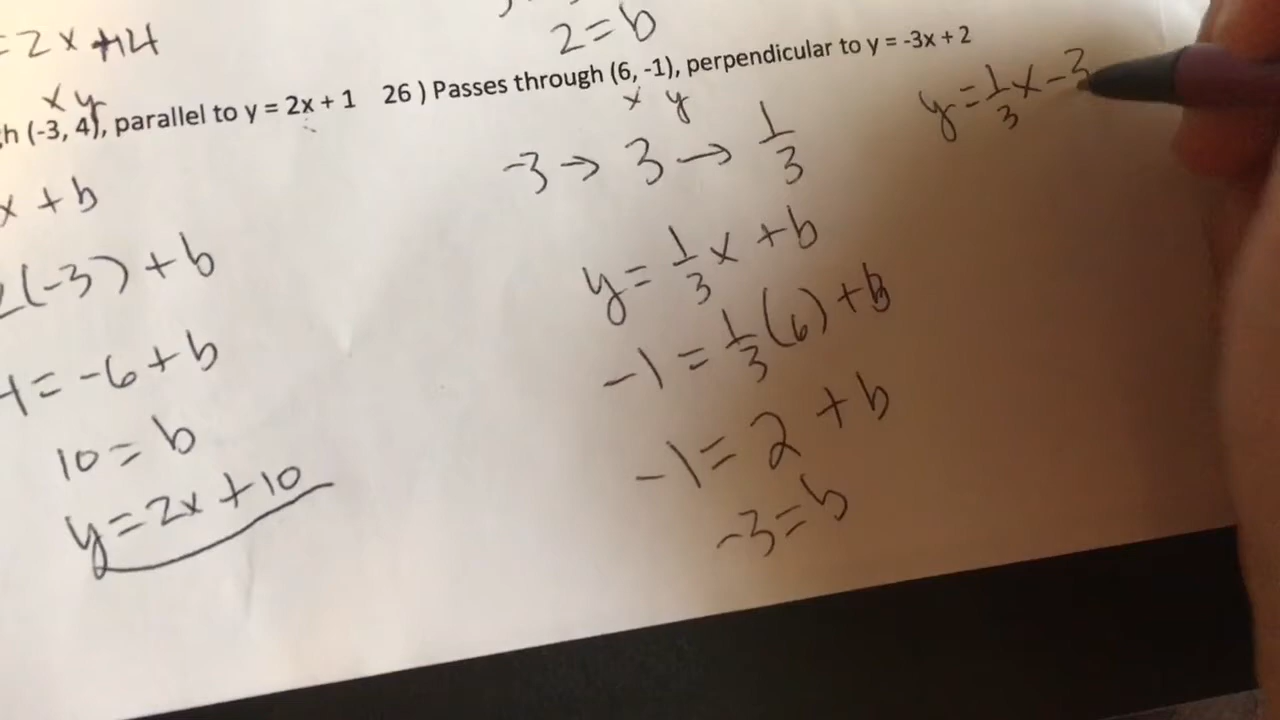 =2x+14
2=b
x y
h (-3, 4), parallel to y = 2x + 1
x + b
2(-3) + b
4 = -6 + b
10 = b
y = 2x + 10
26 ) Passes through (6, -1), perpendicular to y = -3x + 2
x y
-3 → 3 → 1/3
y = 1/3 x - 3
y = 1/3 x + b
-1 = 1/3 (6) + b
-1 = 2 + b
-3 = b